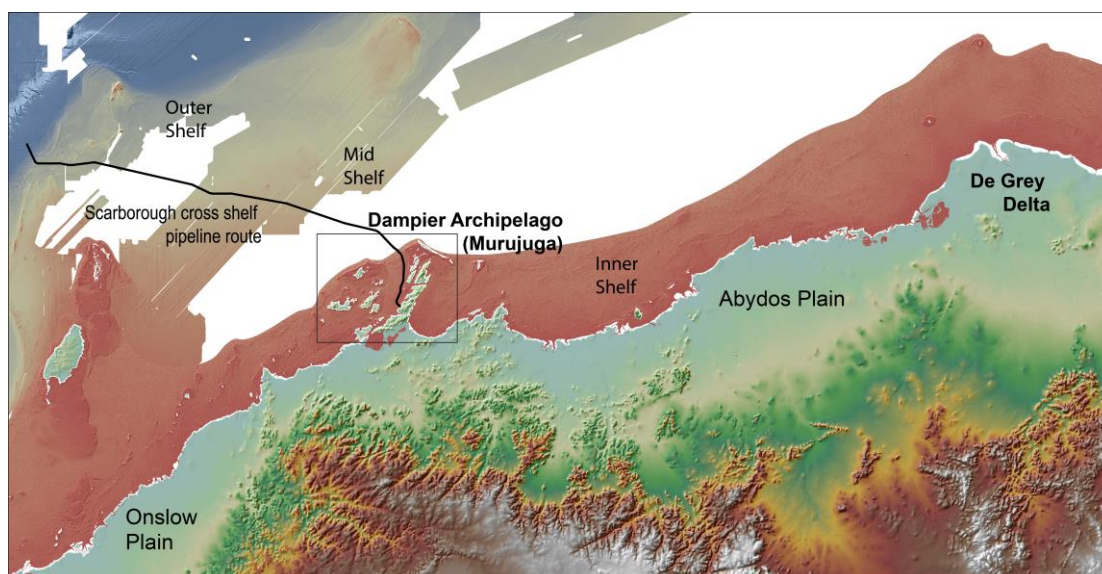 Outer
Shelf
Mid
Shelf
Scarborough cross shelf
pipeline route
Dampier Archipelago
(Murujuga)
Inner
Shelf
De Grey
Delta
Abydos Plain
Onslow
Plain